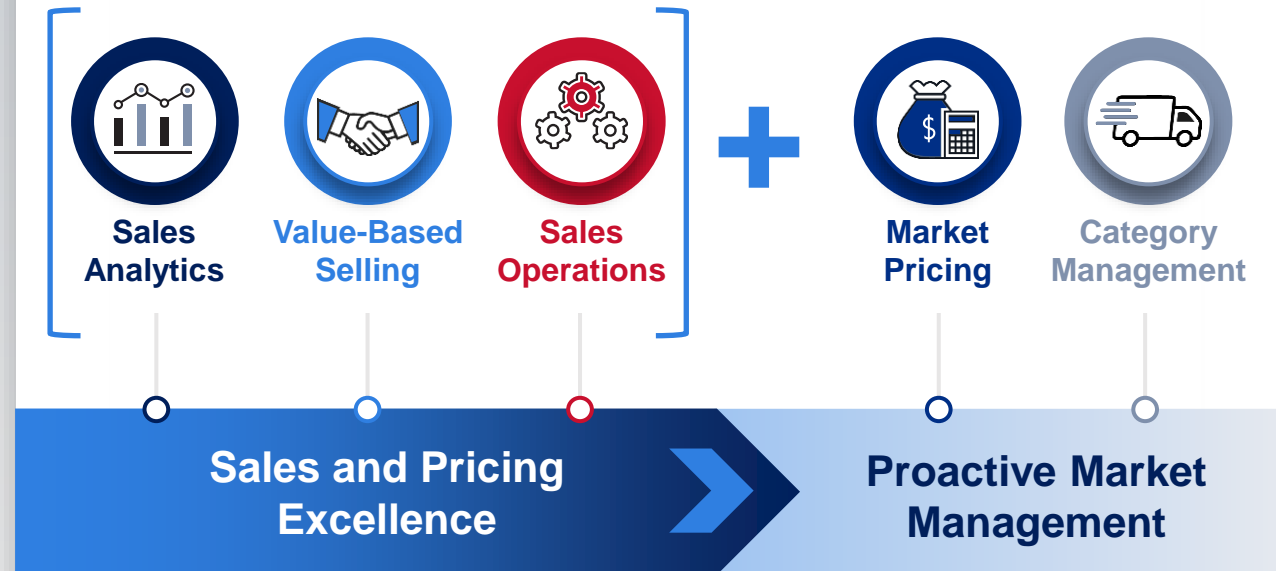 $
Sales
Analytics
Value-Based
Selling
Sales
Operations
Market
Pricing
Category
Management
Sales and Pricing
Excellence
Proactive Market
Management